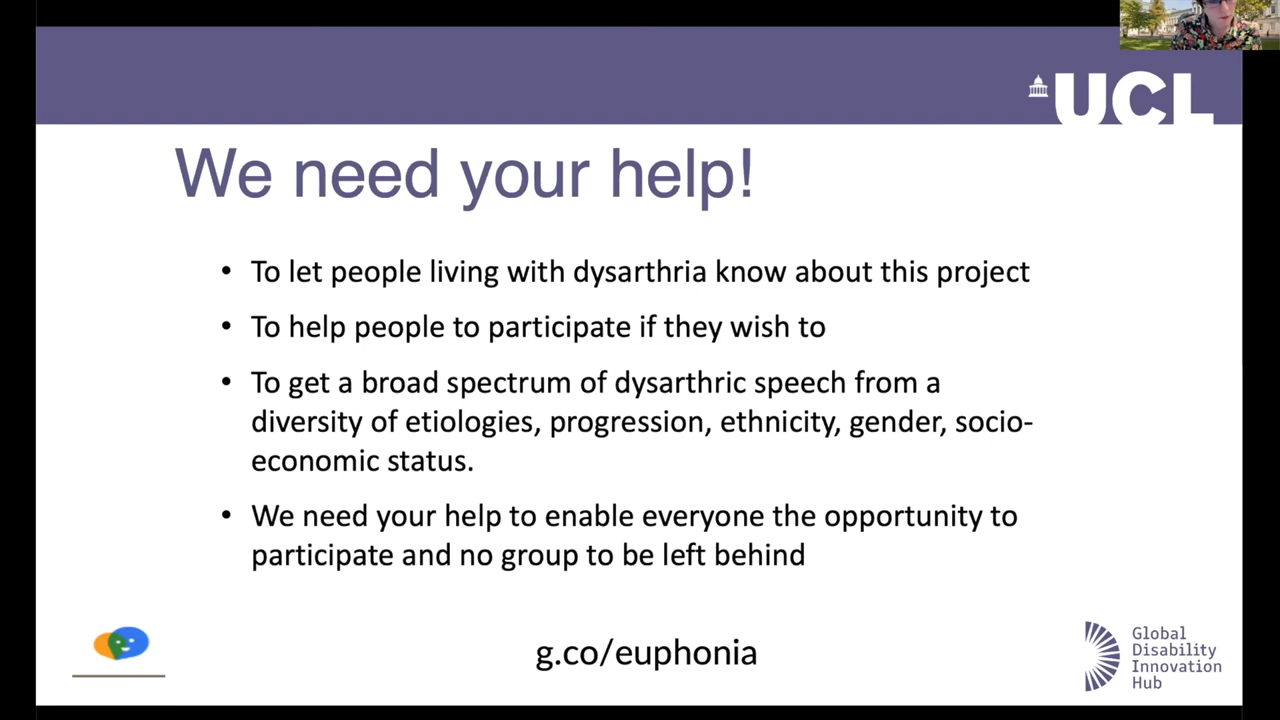 UCL
We need your help!
• To let people living with dysarthria know about this project
• To help people to participate if they wish to
• To get a broad spectrum of dysarthric speech from a
diversity of etiologies, progression, ethnicity, gender, socio-
economic status.
• We need your help to enable everyone the opportunity to
participate and no group to be left behind
g.co/euphonia
Global
Disability
Innovation
Hub